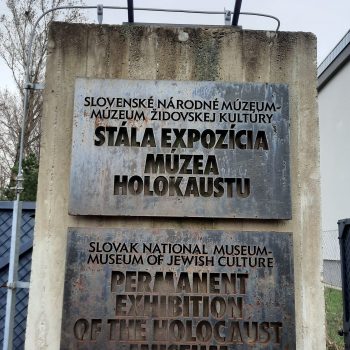 SLOVENSKÉ NÁRODNÉ MÚZEUM-
MÚZEUM ŽIDOVSKEJ KULTÚRY
STÁLA EXPOZÍCIA
MÚZEA
HOLOKAUSTU
SLOVAK NATIONAL MUSEUM-
MUSEUM OF JEWISH CULTURE
PERMANENT
EXHIBITION
OF THE HOLOCAUST
MUSEUM